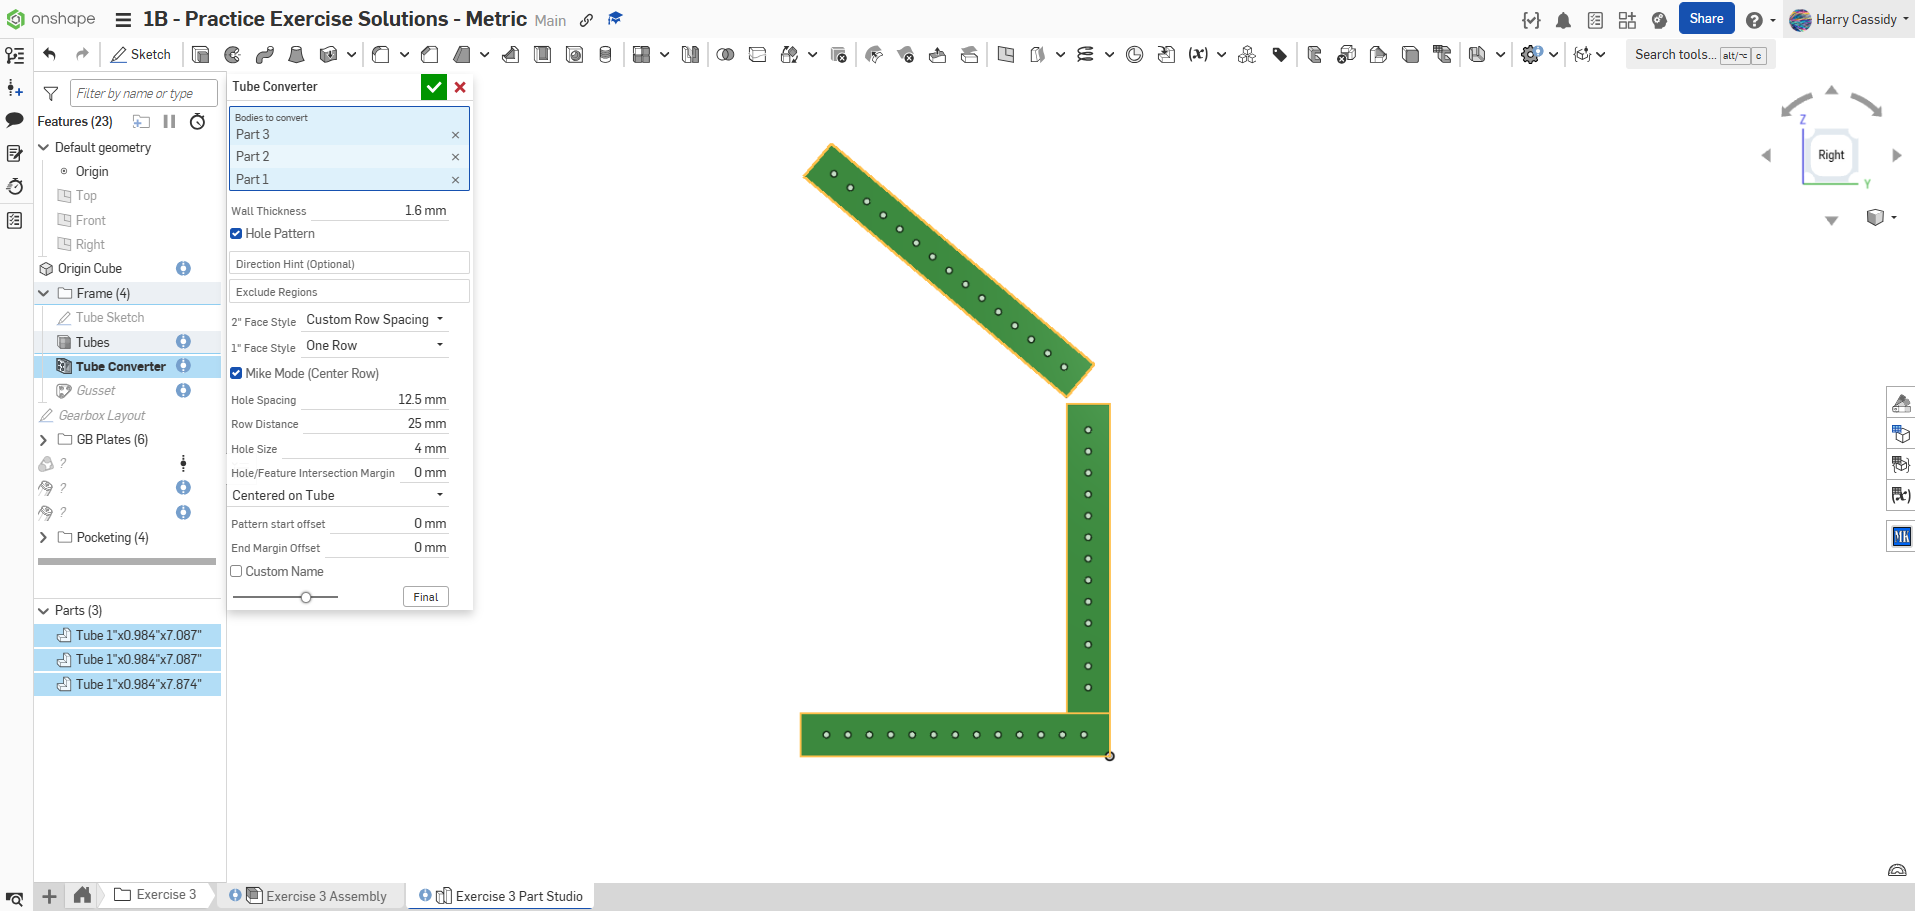 onshape
1B - Practice Exercise Solutions - Metric Main
Share
Harry Cassidy
Sketch
Search tools... alt/⌥ c
Filter by name or type
Features (23)
Default geometry
Origin
Top
Front
Right
Origin Cube
Frame (4)
Tube Sketch
Tubes
Tube Converter
Gusset
Gearbox Layout
GB Plates (6)
?
?
?
Pocketing (4)
Parts (3)
Tube 1"x0.984"x7.087"
Tube 1"x0.984"x7.087"
Tube 1"x0.984"x7.874"
Tube Converter
Bodies to convert
Part 3
Part 2
Part 1
Wall Thickness 1.6 mm
Hole Pattern
Direction Hint (Optional)
Exclude Regions
2" Face Style Custom Row Spacing
1" Face Style One Row
Mike Mode (Center Row)
Hole Spacing 12.5 mm
Row Distance 25 mm
Hole Size 4 mm
Hole/Feature Intersection Margin 0 mm
Centered on Tube
Pattern start offset 0 mm
End Margin Offset 0 mm
Custom Name
Final
Z
Right
Y
(x)
(x)
MK
Exercise 3
Exercise 3 Assembly
Exercise 3 Part Studio